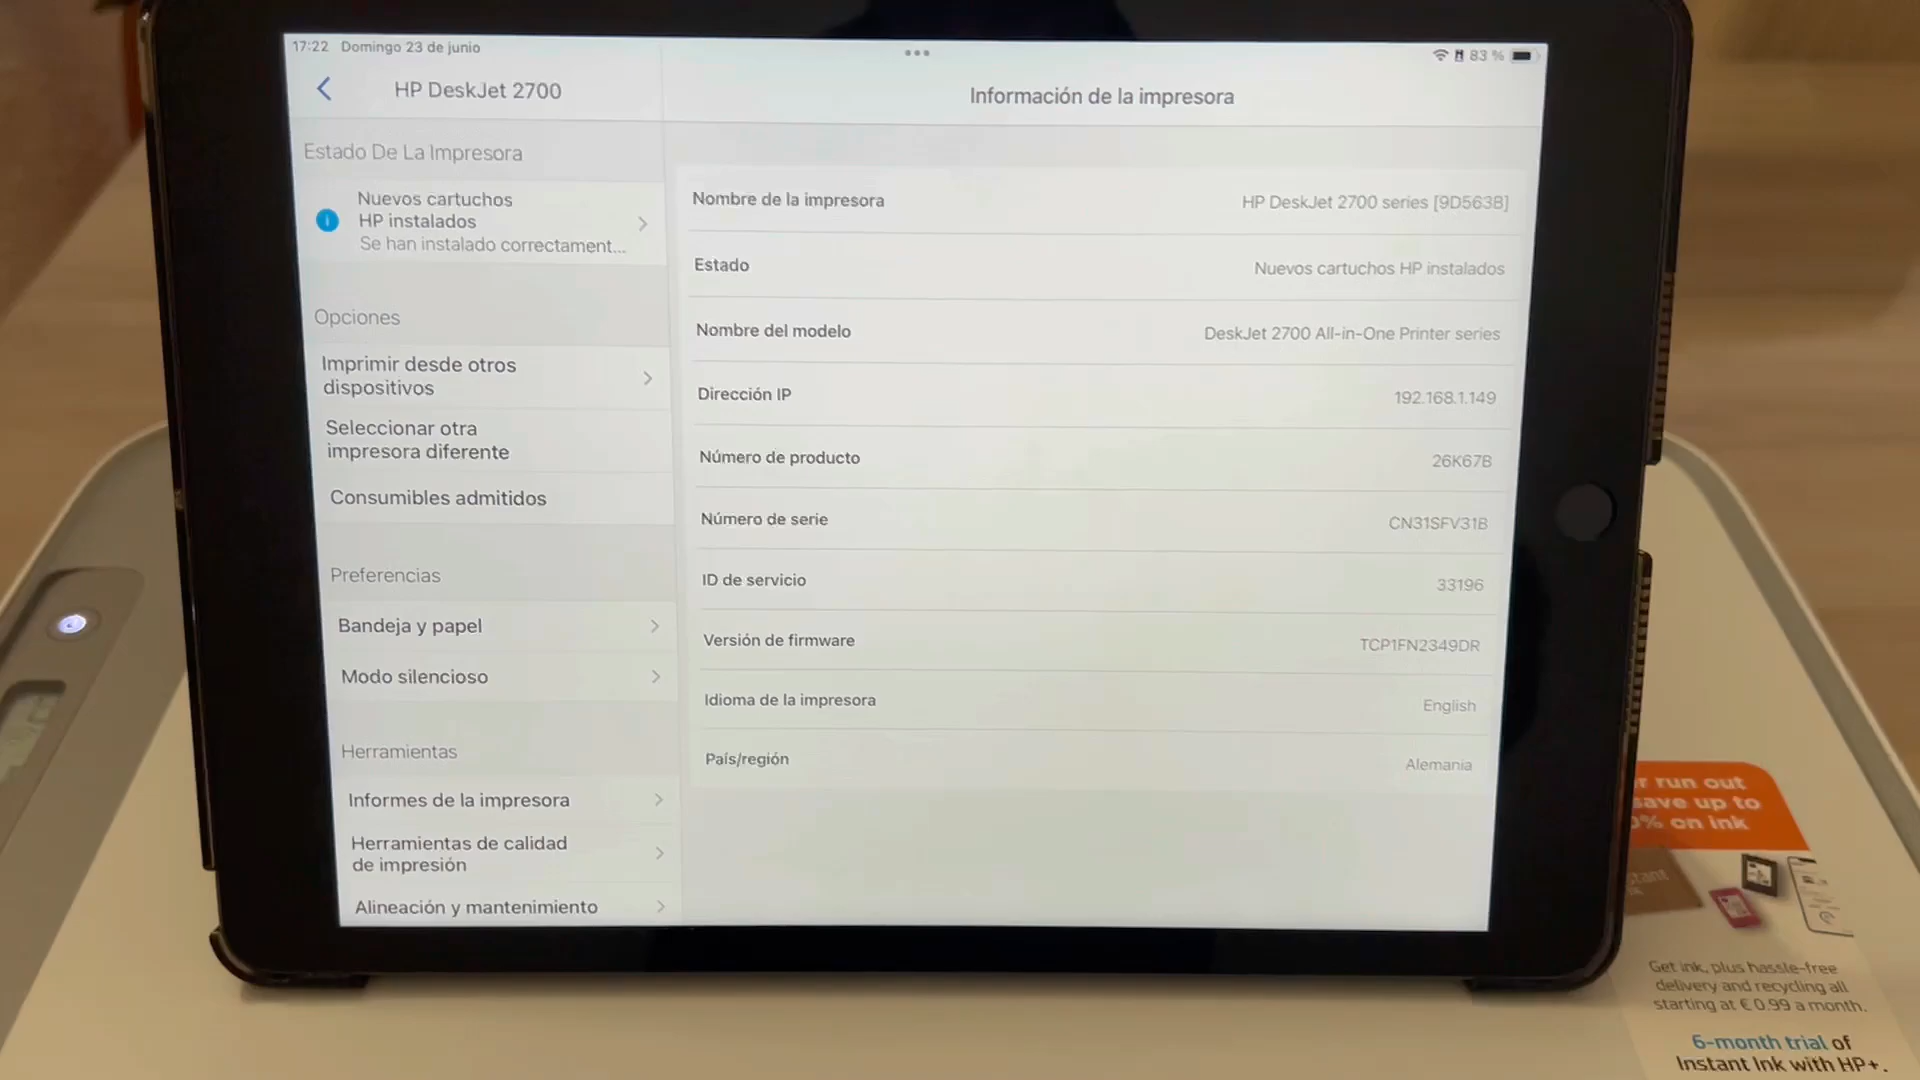 17:22 Domingo 23 de junio
83 %
HP DeskJet 2700
Información de la impresora
Estado De La Impresora
Nuevos cartuchos
HP instalados
Se han instalado correctament...
Opciones
Imprimir desde otros
dispositivos
Seleccionar otra
impresora diferente
Consumibles admitidos
Preferencias
Bandeja y papel
Modo silencioso
Herramientas
Informes de la impresora
Herramientas de calidad
de impresión
Alineación y mantenimiento
Nombre de la impresora HP DeskJet 2700 series [9D563B]
Estado Nuevos cartuchos HP instalados
Nombre del modelo DeskJet 2700 All-in-One Printer series
Dirección IP 192.168.1.149
Número de producto 26K67B
Número de serie CN31SFV31B
ID de servicio 33196
Versión de firmware TCP1FN2349DR
Idioma de la impresora English
País/región Alemania
r run out
save up to
0% on ink
Get ink, plus hassle-free
delivery and recycling all
starting at € 0.99 a month.
6-month trial of
Instant Ink with HP+.